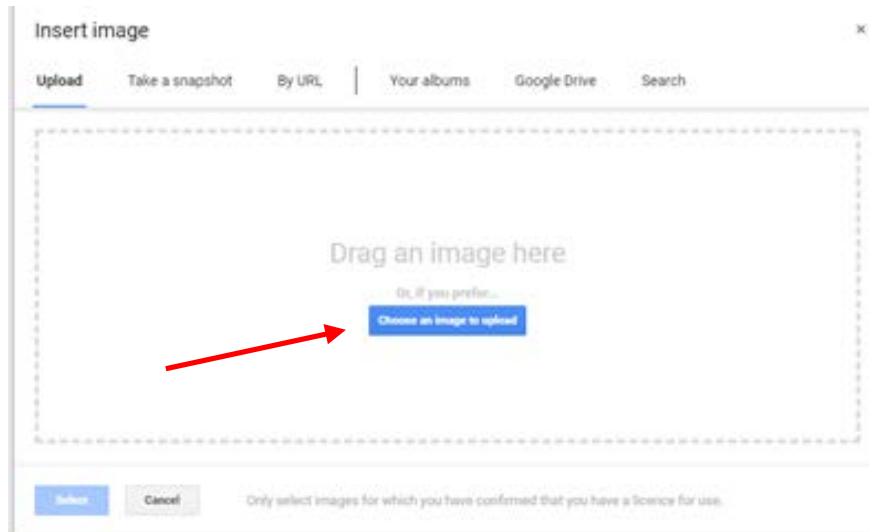 Insert image ×
Upload Take a snapshot By URL Your albums Google Drive Search
Drag an image here
Or, if you prefer...
Choose an image to upload
Select Cancel Only select images for which you have confirmed that you have a licence for use.